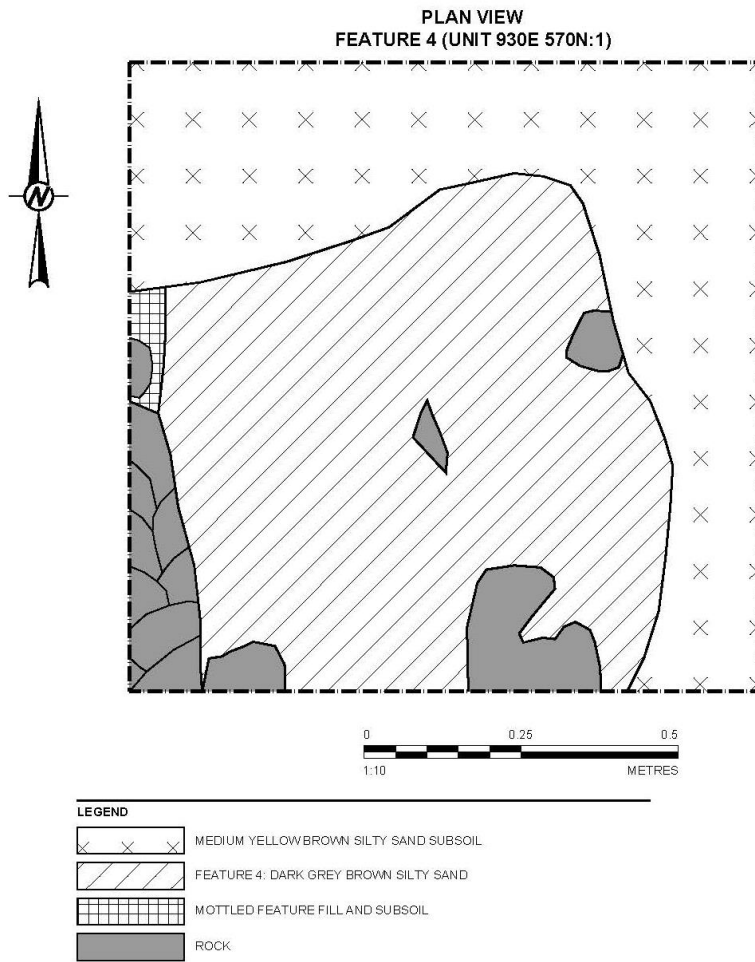 PLAN VIEW
FEATURE 4 (UNIT 930E 570N:1)
N
0 0.25 0.5
1:10 METRES
LEGEND
MEDIUM YELLOW BROWN SILTY SAND SUBSOIL
FEATURE 4: DARK GREY BROWN SILTY SAND
MOTTLED FEATURE FILL AND SUBSOIL
ROCK